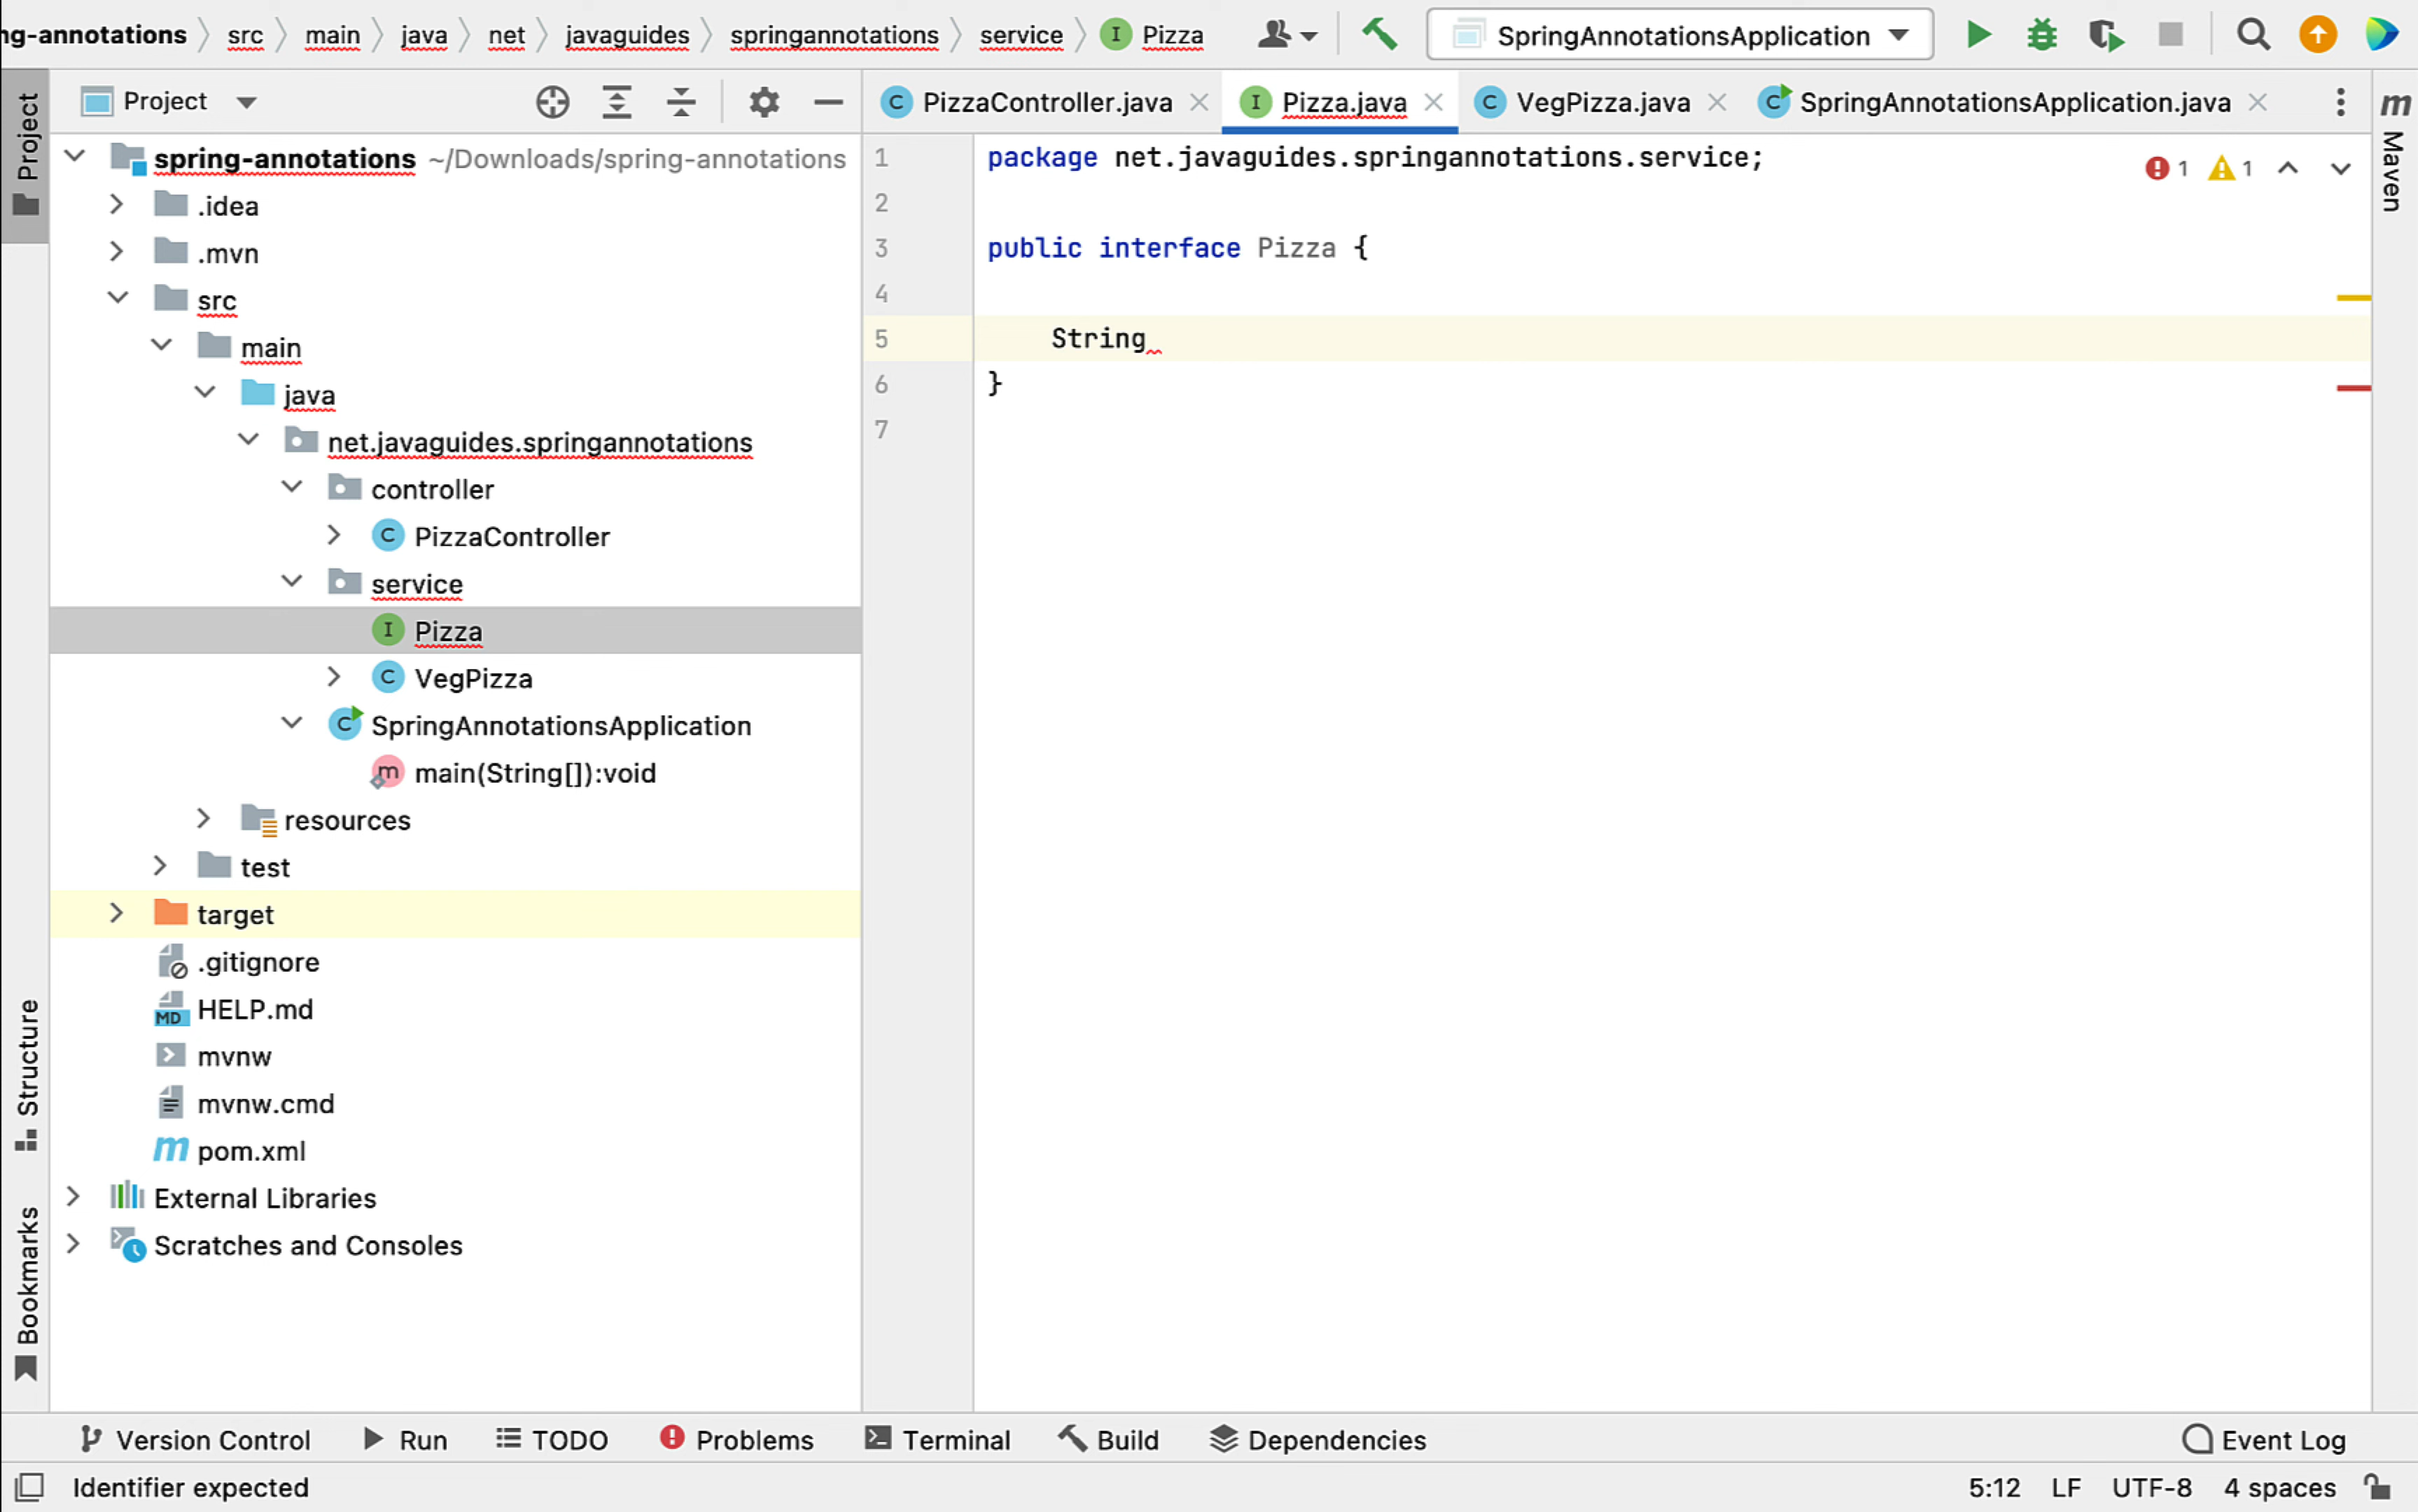 ng-annotations src main java net javaguides springannotations service I Pizza SpringAnnotationsApplication
Project
C PizzaController.java I Pizza.java C VegPizza.java C SpringAnnotationsApplication.java
Project
m Maven
spring-annotations ~/Downloads/spring-annotations
.idea
.mvn
src
main
java
net.javaguides.springannotations
controller
C PizzaController
service
I Pizza
C VegPizza
C SpringAnnotationsApplication
m main(String[]):void
resources
test
target
.gitignore
MD HELP.md
mvnw
mvnw.cmd
m pom.xml
External Libraries
Scratches and Consoles
Structure
Bookmarks
1 package net.javaguides.springannotations.service;
1 1
2
3 public interface Pizza {
4
5 String
6 }
7
Version Control Run TODO Problems Terminal Build Dependencies Event Log
Identifier expected 5:12 LF UTF-8 4 spaces